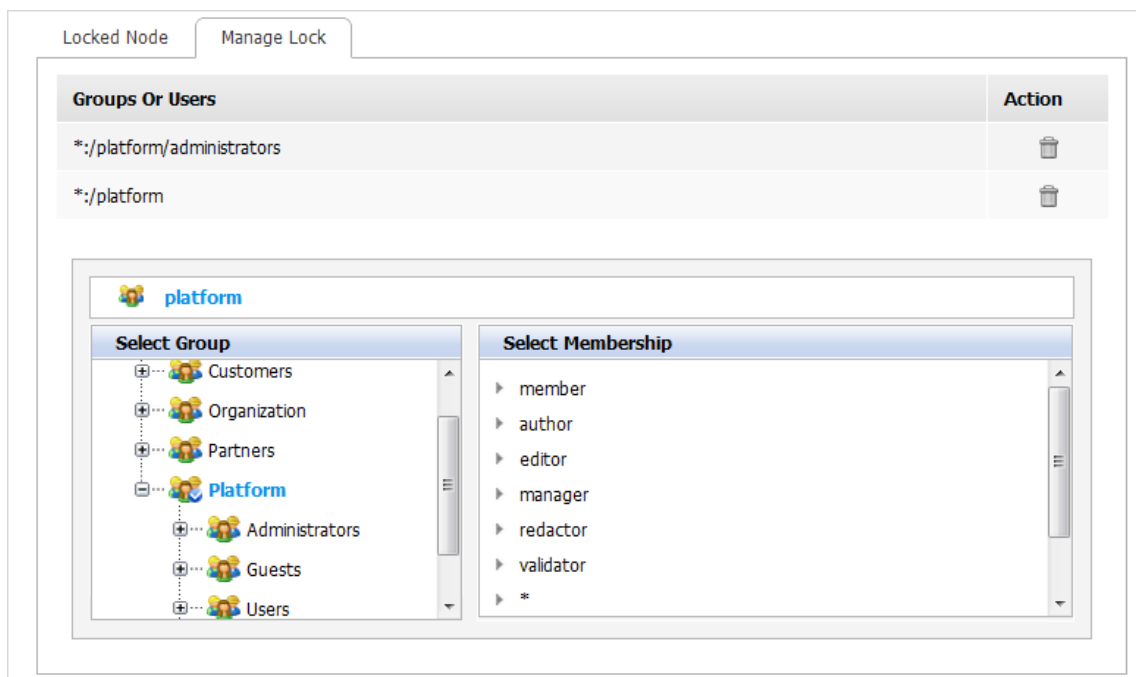 Locked Node Manage Lock
Groups Or Users Action
*:/platform/administrators
*:/platform
platform
Select Group Select Membership
Customers
Organization
Partners
Platform
Administrators
Guests
Users
member
author
editor
manager
redactor
validator
*